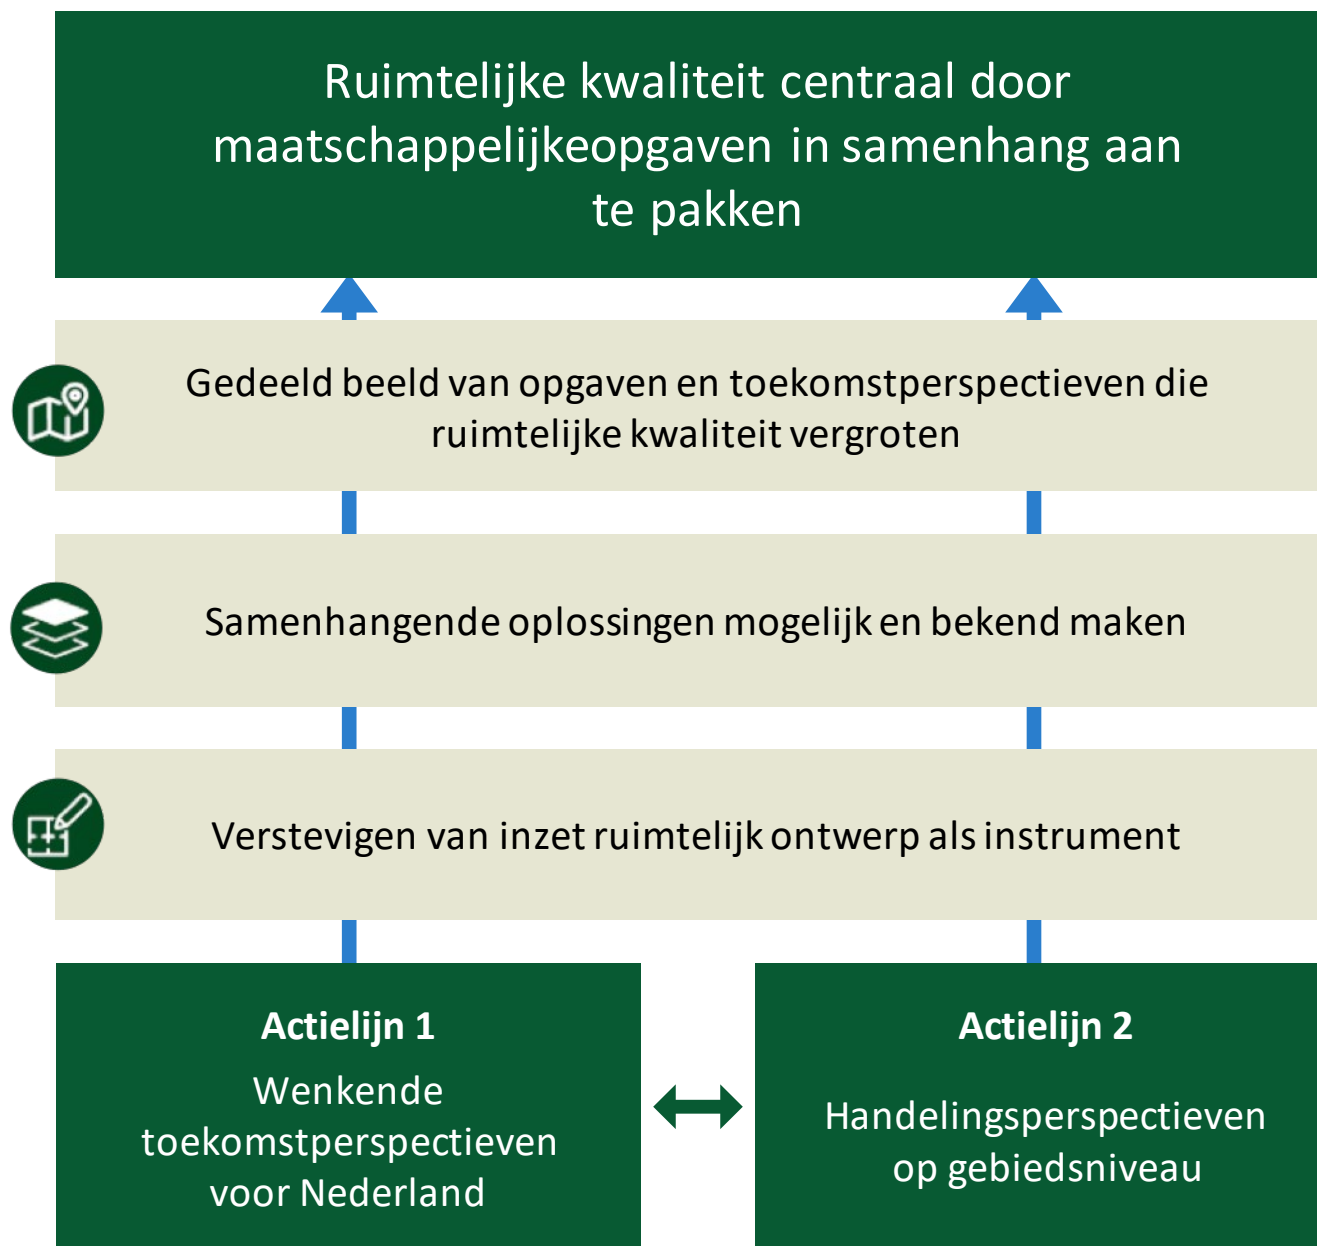 Ruimtelijke kwaliteit centraal door
maatschappelijkeopgaven in samenhang aan
te pakken
Gedeeld beeld van opgaven en toekomstperspectieven die
ruimtelijke kwaliteit vergroten
Samenhangende oplossingen mogelijk en bekend maken
Verstevigen van inzet ruimtelijk ontwerp als instrument
Actielijn 1
Wenkende
toekomstperspectieven
voor Nederland
Actielijn 2
Handelingsperspectieven
op gebiedsniveau